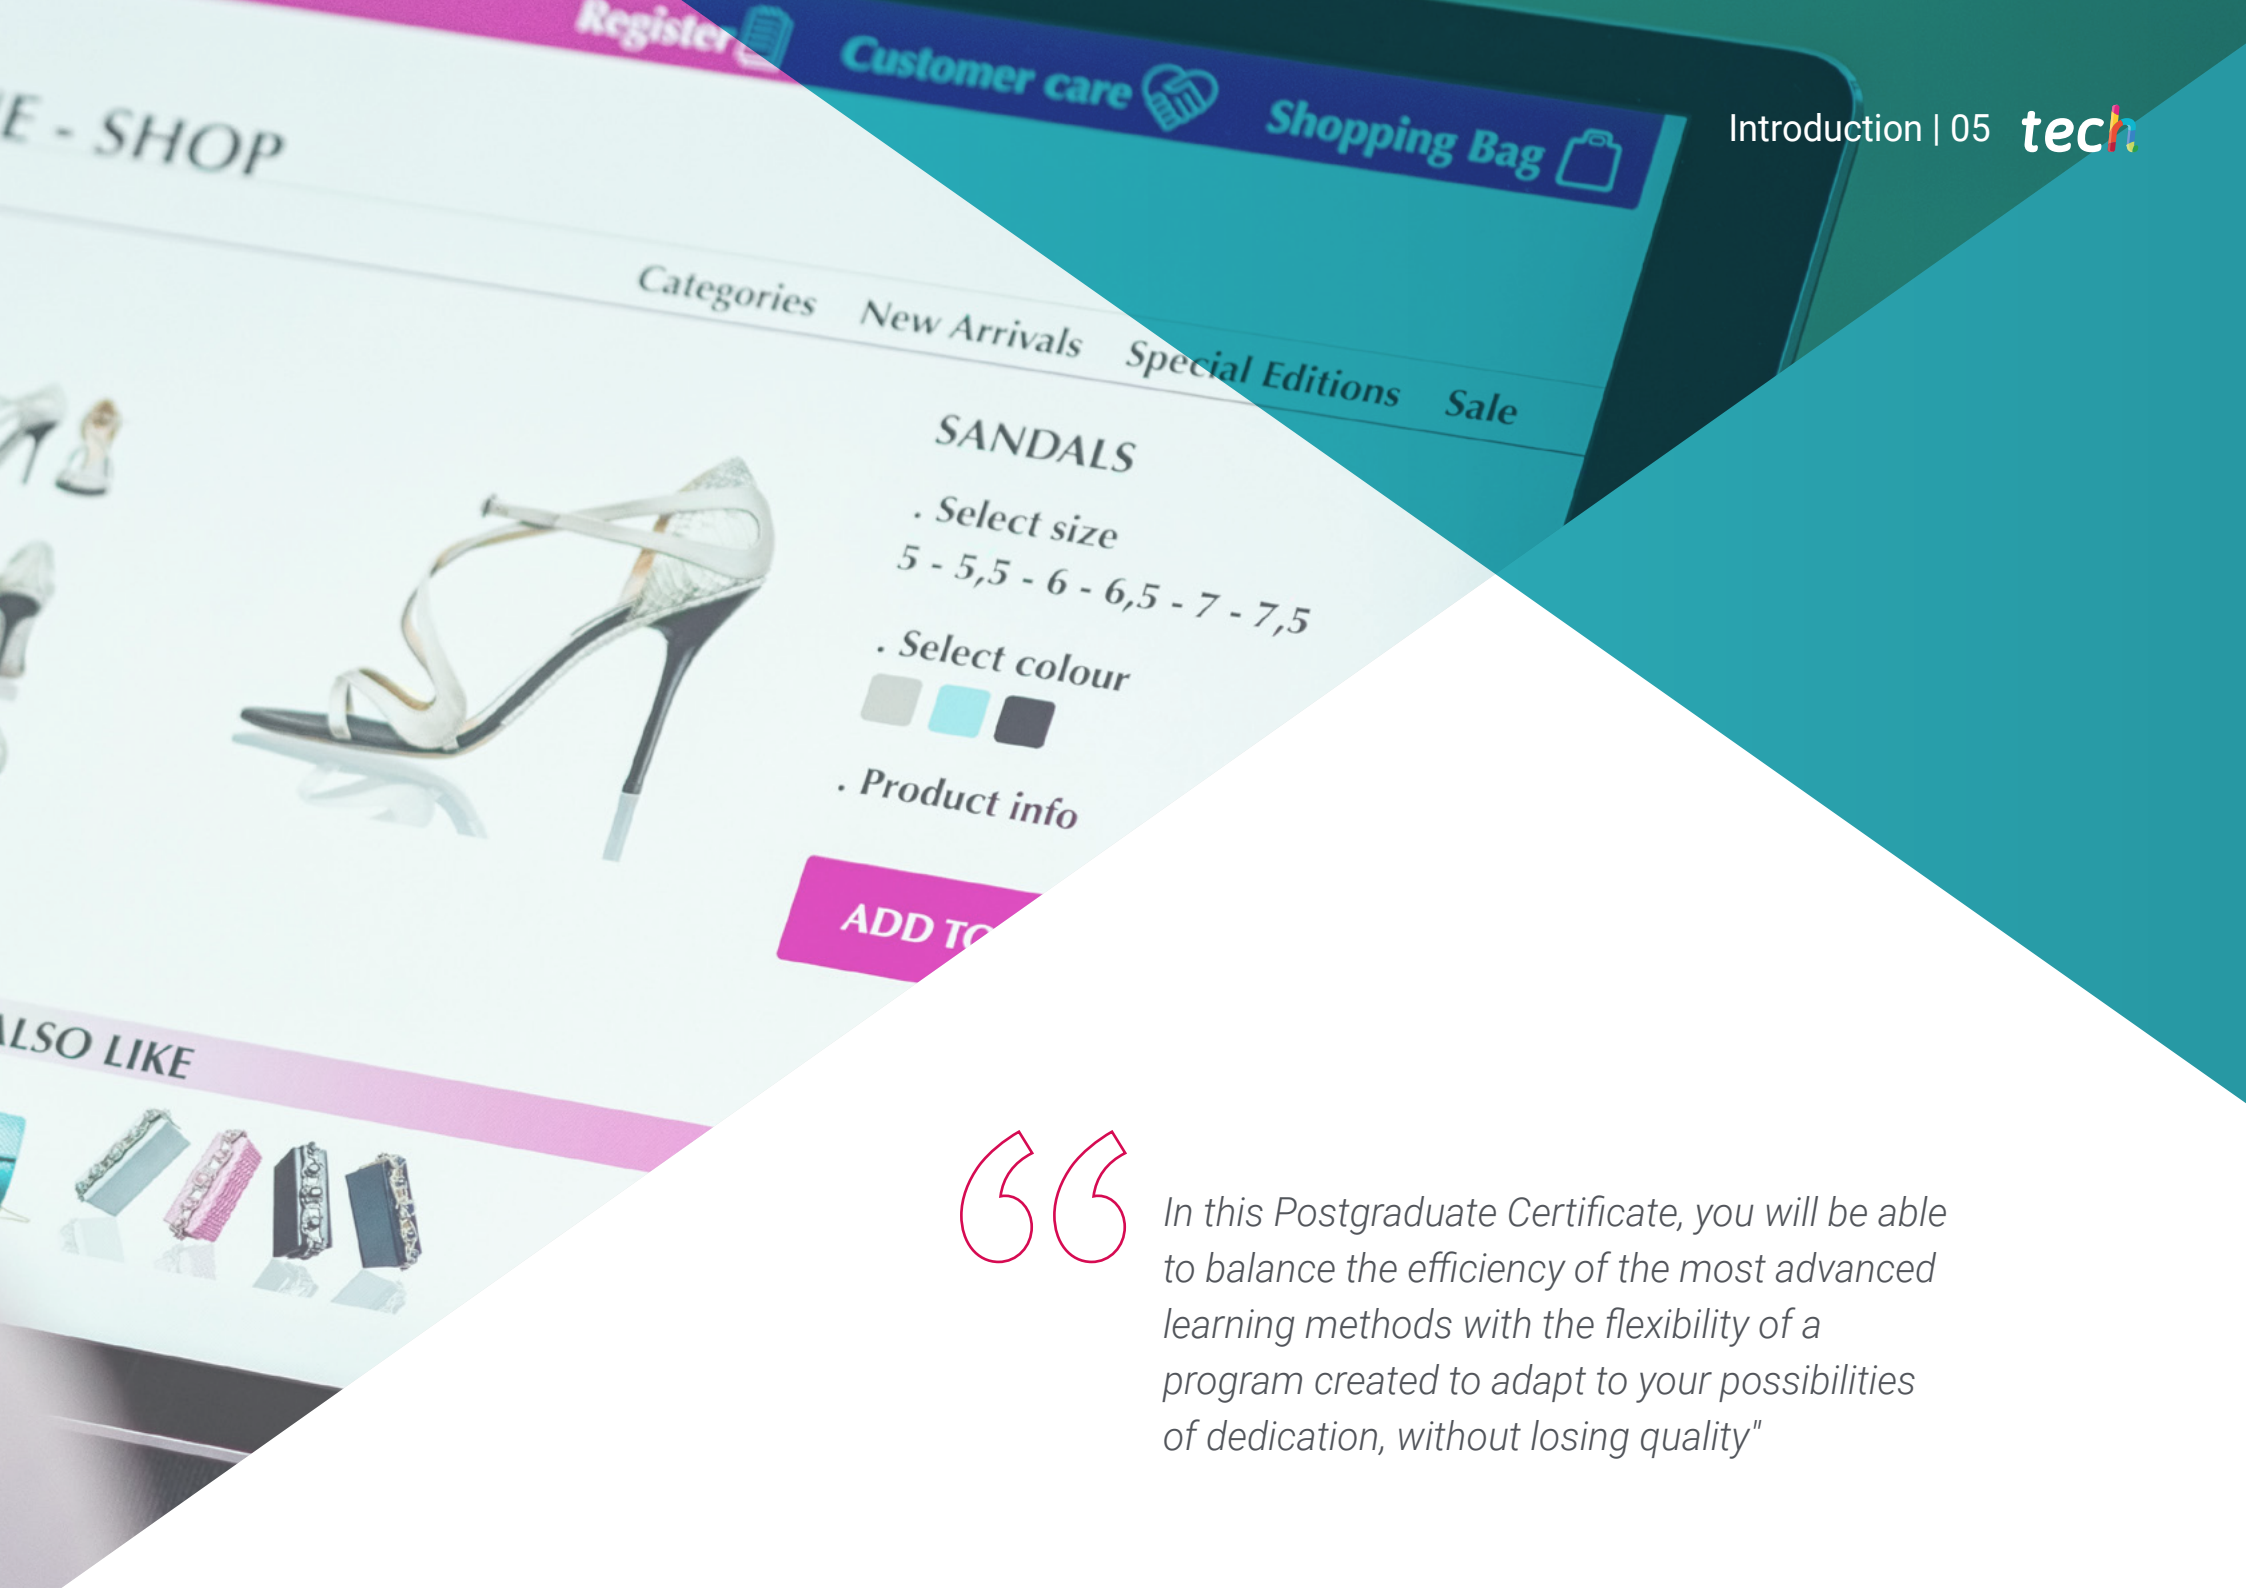 Register
Customer care
Shopping Bag
Introduction | 05
tech
E - SHOP
Categories New Arrivals Special Editions Sale
SANDALS
. Select size
5 - 5,5 - 6 - 6,5 - 7 - 7,5
. Select colour
. Product info
ADD TO
ALSO LIKE
In this Postgraduate Certificate, you will be able
to balance the efficiency of the most advanced
learning methods with the flexibility of a
program created to adapt to your possibilities
of dedication, without losing quality"